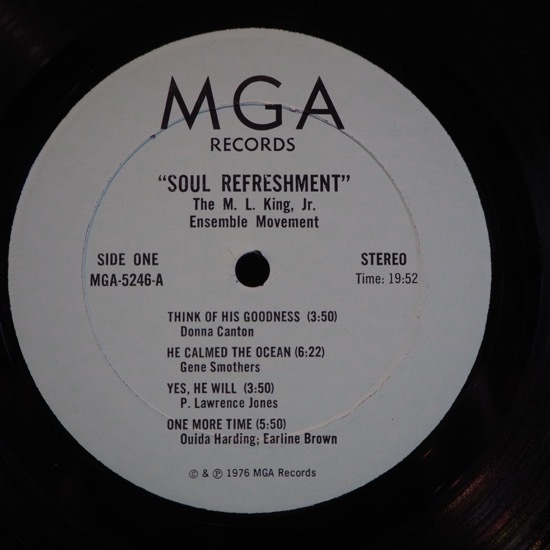 MGA
RECORDS
"SOUL REFRESHMENT"
The M. L. King, Jr.
Ensemble Movement
SIDE ONE
MGA-5246-A
STEREO
Time: 19:52
THINK OF HIS GOODNESS (3:50)
Donna Canton
HE CALMED THE OCEAN (6:22)
Gene Smothers
YES, HE WILL (3:50)
P. Lawrence Jones
ONE MORE TIME (5:50)
Ouida Harding; Earline Brown
© & ℗ 1976 MGA Records